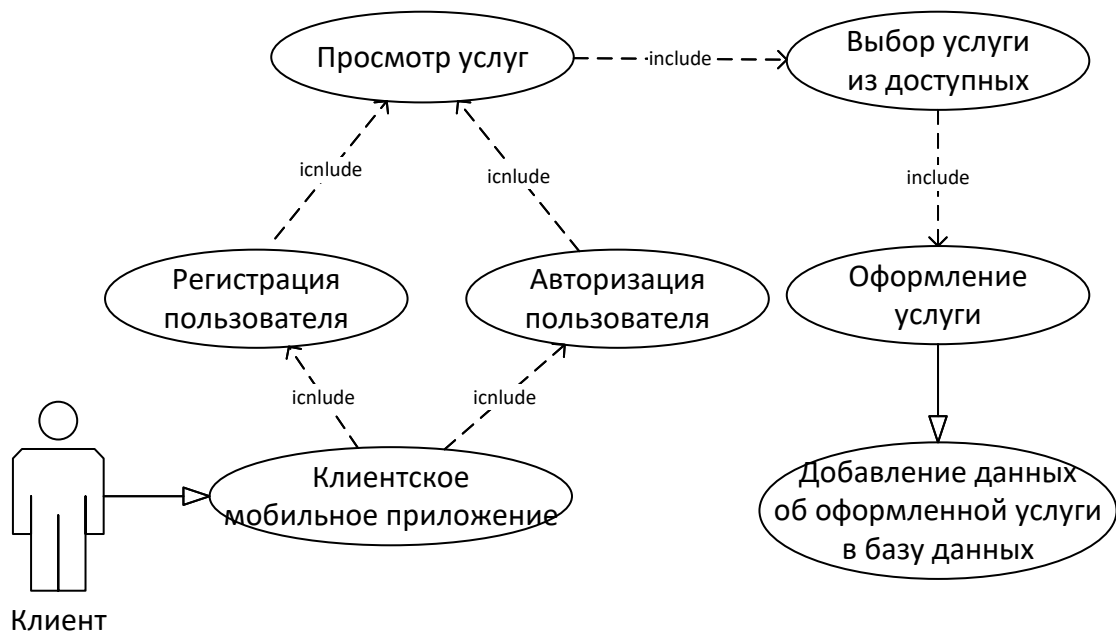 Просмотр услуг
include
Выбор услуги
из доступных
icnlude
icnlude
include
Регистрация
пользователя
Авторизация
пользователя
Оформление
услуги
icnlude
icnlude
Клиентское
мобильное приложение
Добавление данных
об оформленной услуги
в базу данных
Клиент